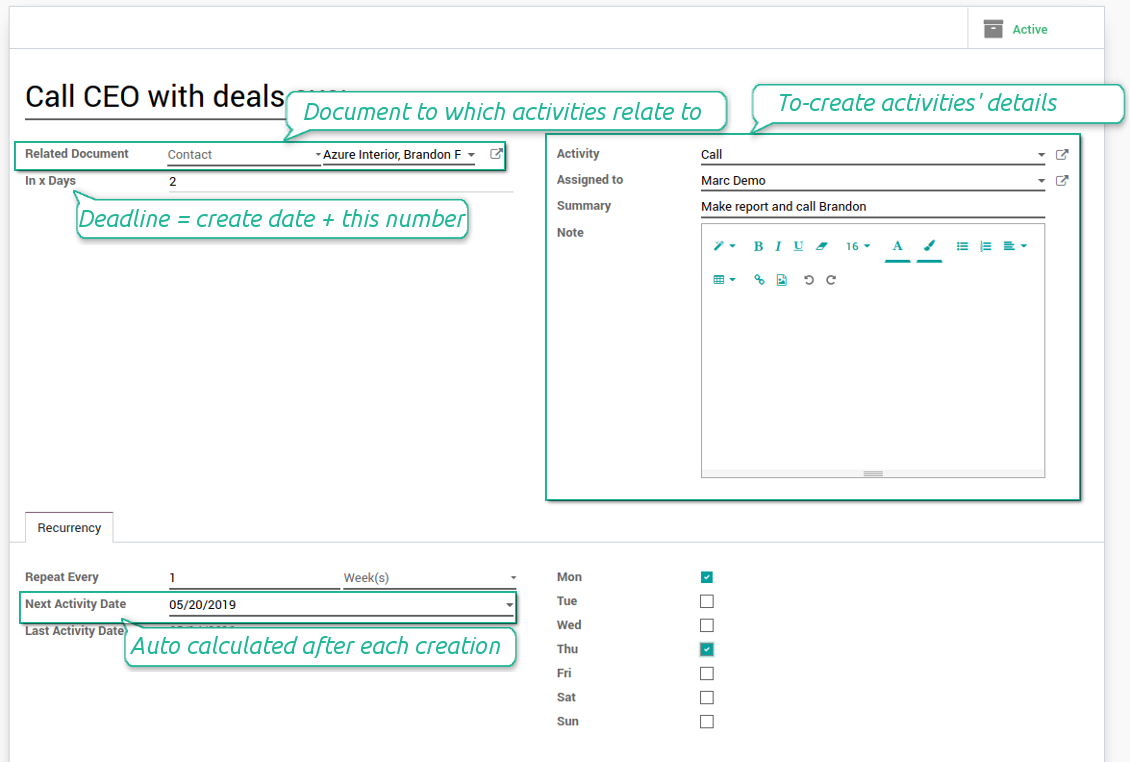 Active
Call CEO with deals
Document to which activities relate to
To-create activities' details
Related Document Contact Azure Interior, Brandon F
In x Days 2
Deadline = create date + this number
Activity Call
Assigned to Marc Demo
Summary Make report and call Brandon
Note
B I U 16 A
Recurrency
Repeat Every 1 Week(s)
Next Activity Date 05/20/2019
Last Activity Date
Auto calculated after each creation
Mon
Tue
Wed
Thu
Fri
Sat
Sun